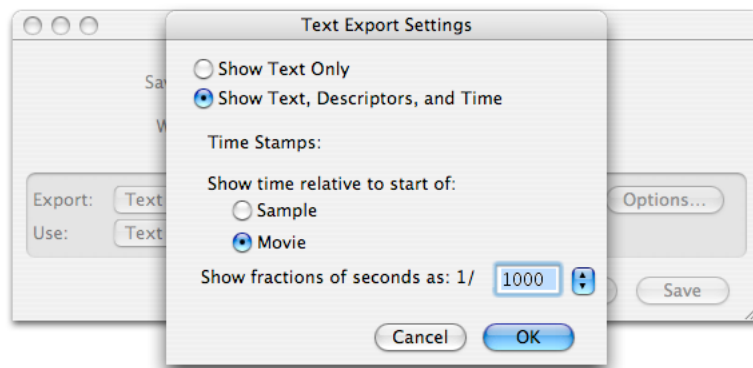 Text Export Settings
Show Text Only
Sav
Show Text, Descriptors, and Time
W
Time Stamps:
Show time relative to start of:
Export: Text
Sample
Options...
Use: Text
Movie
Show fractions of seconds as: 1/ 1000
Save
Cancel OK